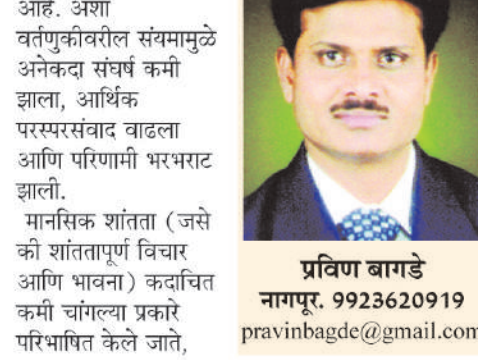 आहे. अशा
वर्तणुकीवरील संयमामुळे
अनेकदा संघर्ष कमी
झाला, आर्थिक
परस्परसंवाद वाढला
आणि परिणामी भरभराट
झाली.
मानसिक शांतता (जसे
की शांततापूर्ण विचार
आणि भावना) कदाचित
कमी चांगल्या प्रकारे
परिभाषित केले जाते,
प्रविण बागडे
नागपूर. 9923620919
pravinbagde@gmail.com